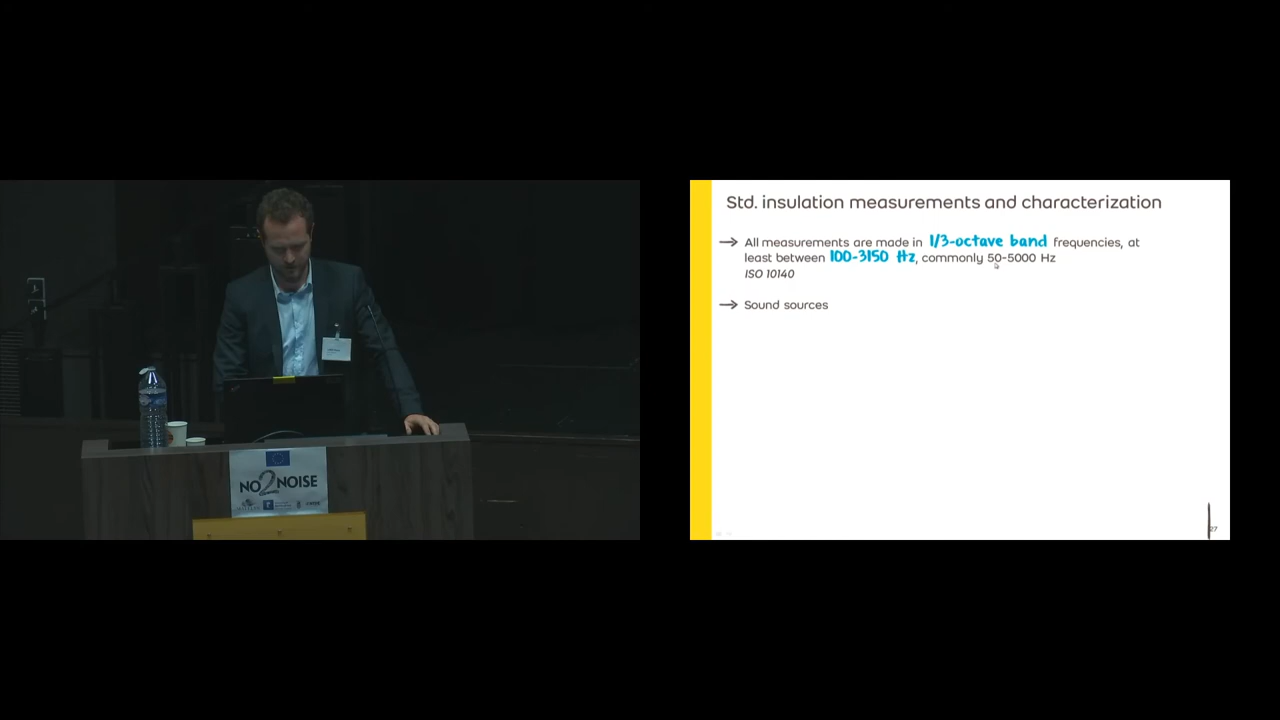 NO2NOISE
Std. insulation measurements and characterization
All measurements are made in 1/3-octave band frequencies, at
least between 100-3150 Hz, commonly 50-5000 Hz
ISO 10140
Sound sources
27